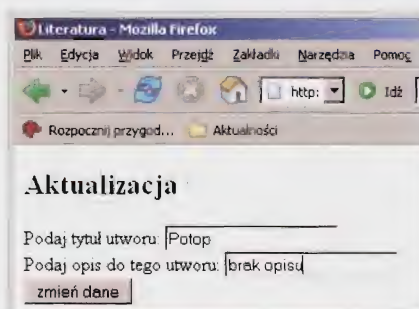 Literatura - Mozilla Firefox
Plik Edycja Widok Przejdź Zakładki Narzędzia Pomoc
http: Idź
Rozpocznij przygod... Aktualności
Aktualizacja
Podaj tytuł utworu: Potop
Podaj opis do tego utworu: brak opisu
zmień dane